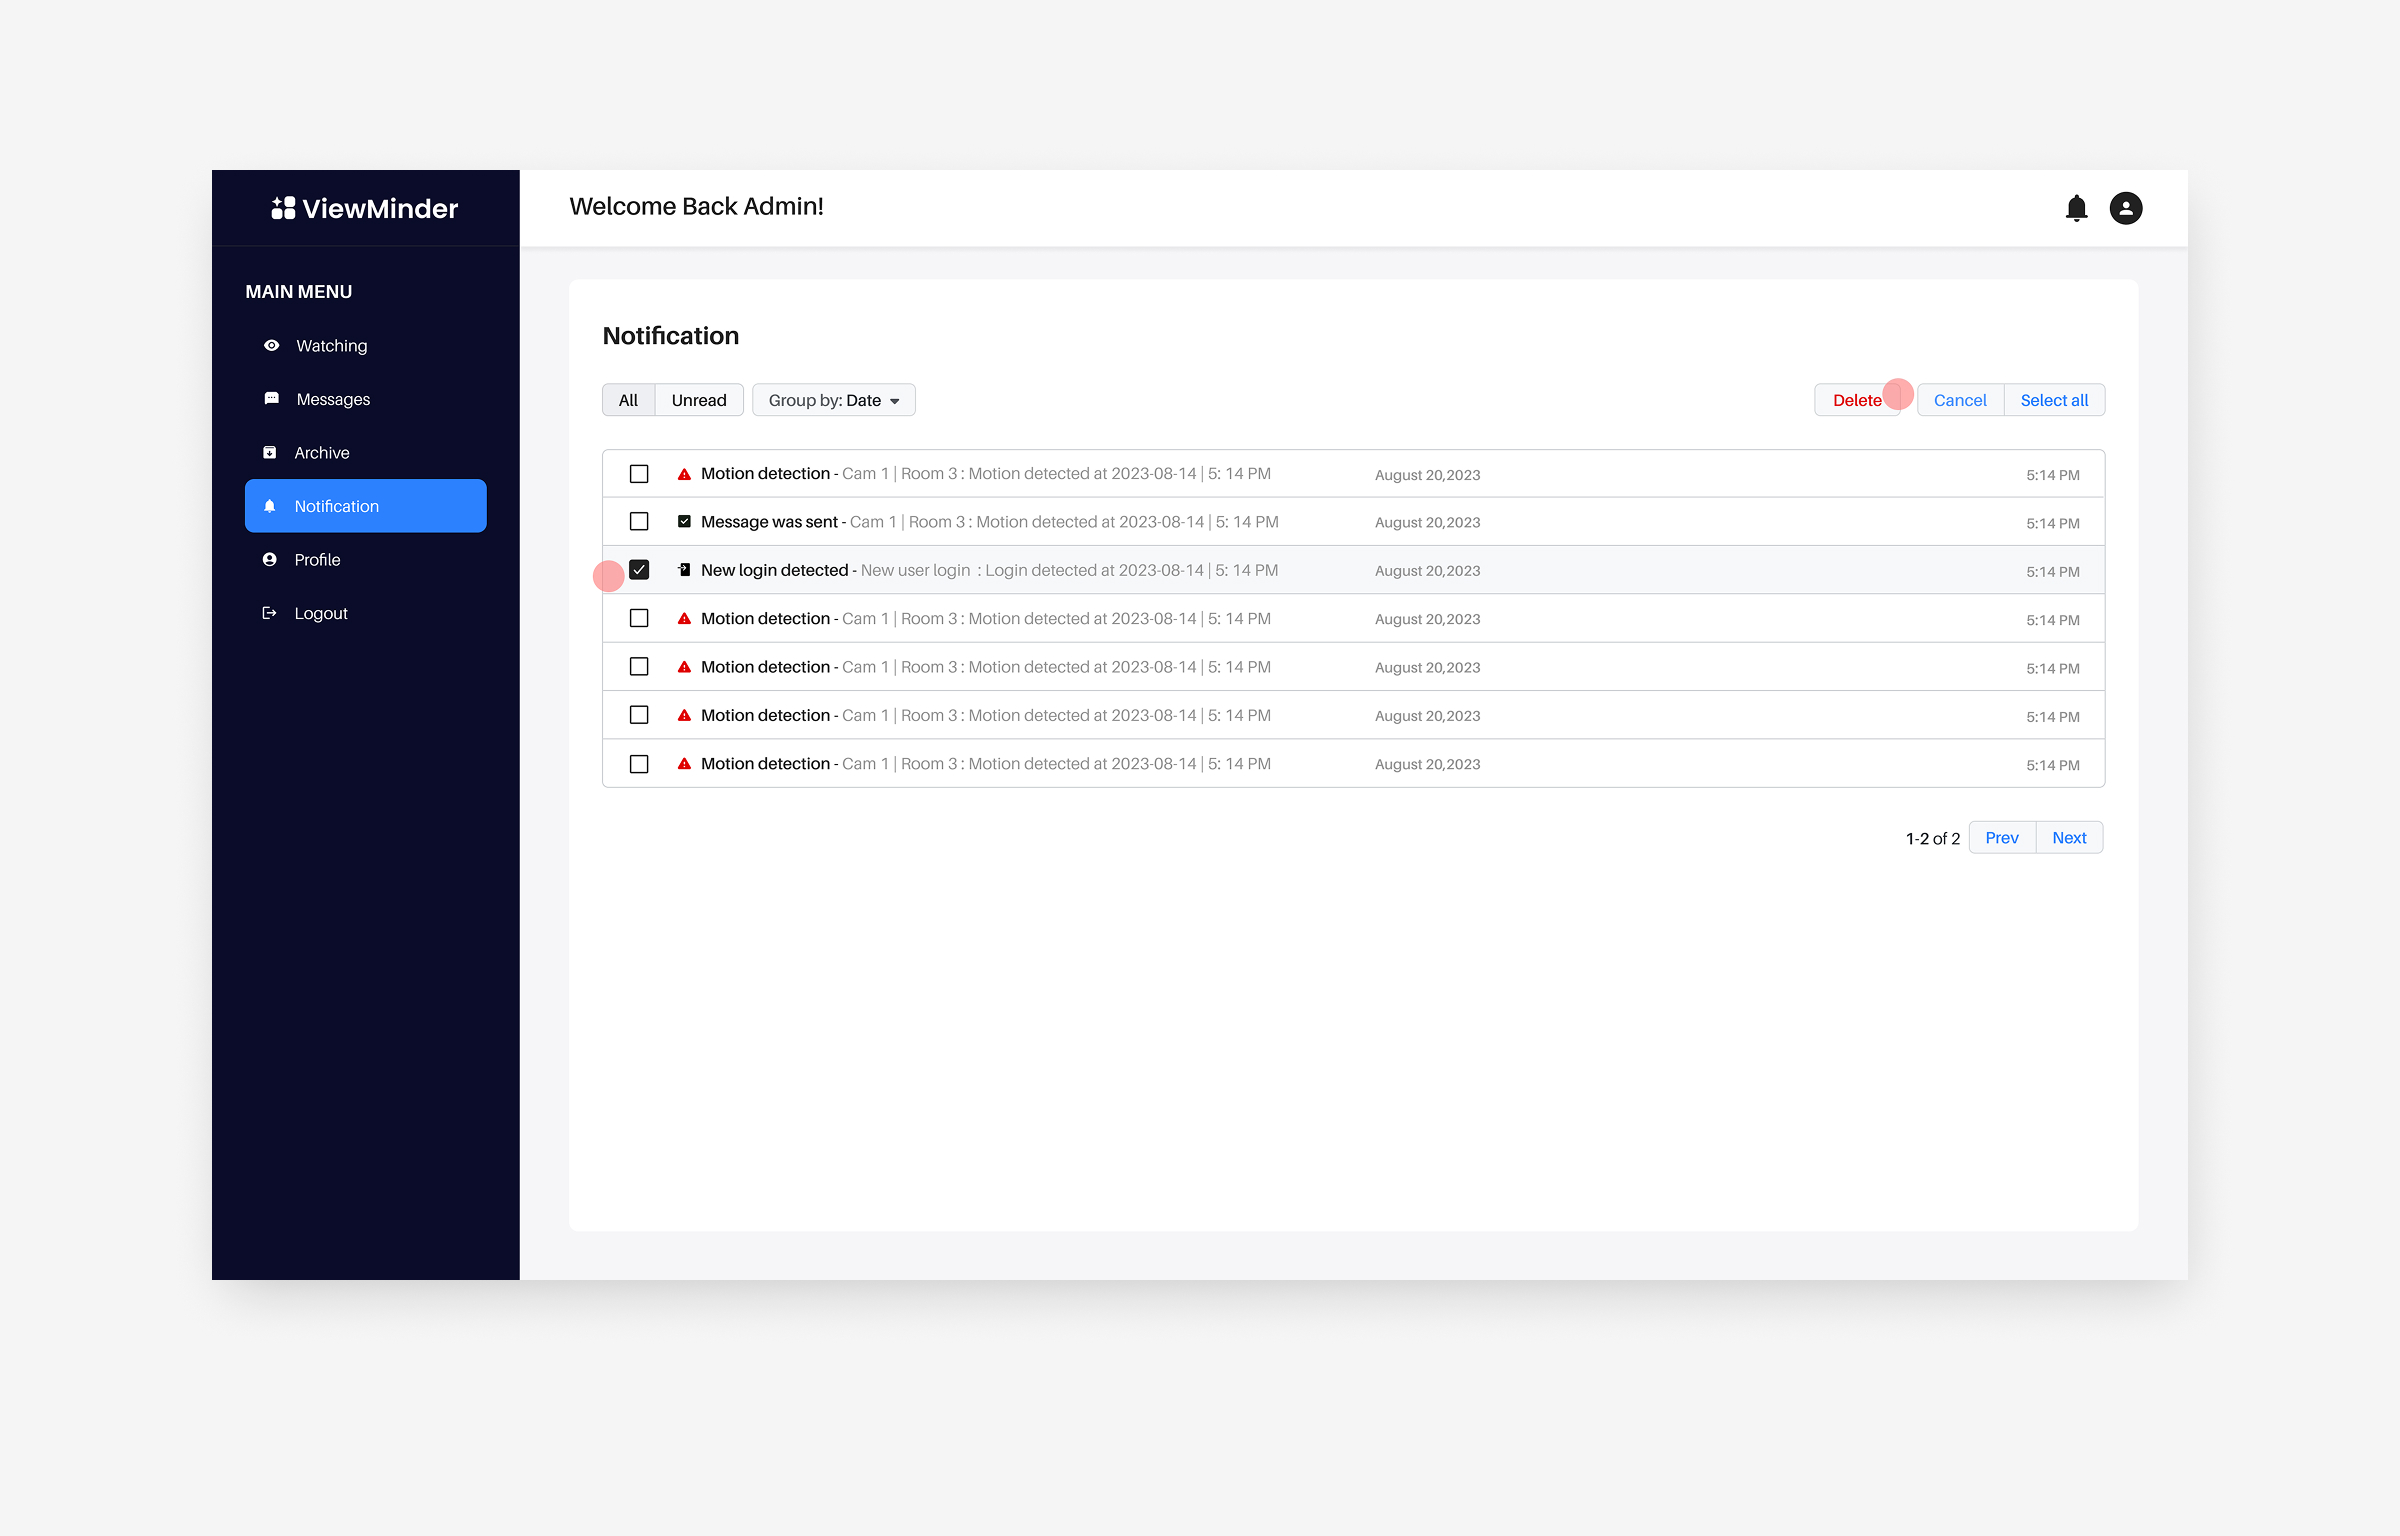 ViewMinder
Welcome Back Admin!
MAIN MENU
Watching
Messages
Archive
Notification
Profile
Logout
Notification
All Unread Group by: Date Delete Cancel Select all
Motion detection - Cam 1 | Room 3 : Motion detected at 2023-08-14 | 5: 14 PM August 20,2023 5:14 PM
Message was sent - Cam 1 | Room 3 : Motion detected at 2023-08-14 | 5: 14 PM August 20,2023 5:14 PM
New login detected - New user login : Login detected at 2023-08-14 | 5: 14 PM August 20,2023 5:14 PM
Motion detection - Cam 1 | Room 3 : Motion detected at 2023-08-14 | 5: 14 PM August 20,2023 5:14 PM
Motion detection - Cam 1 | Room 3 : Motion detected at 2023-08-14 | 5: 14 PM August 20,2023 5:14 PM
Motion detection - Cam 1 | Room 3 : Motion detected at 2023-08-14 | 5: 14 PM August 20,2023 5:14 PM
Motion detection - Cam 1 | Room 3 : Motion detected at 2023-08-14 | 5: 14 PM August 20,2023 5:14 PM
1-2 of 2 Prev Next